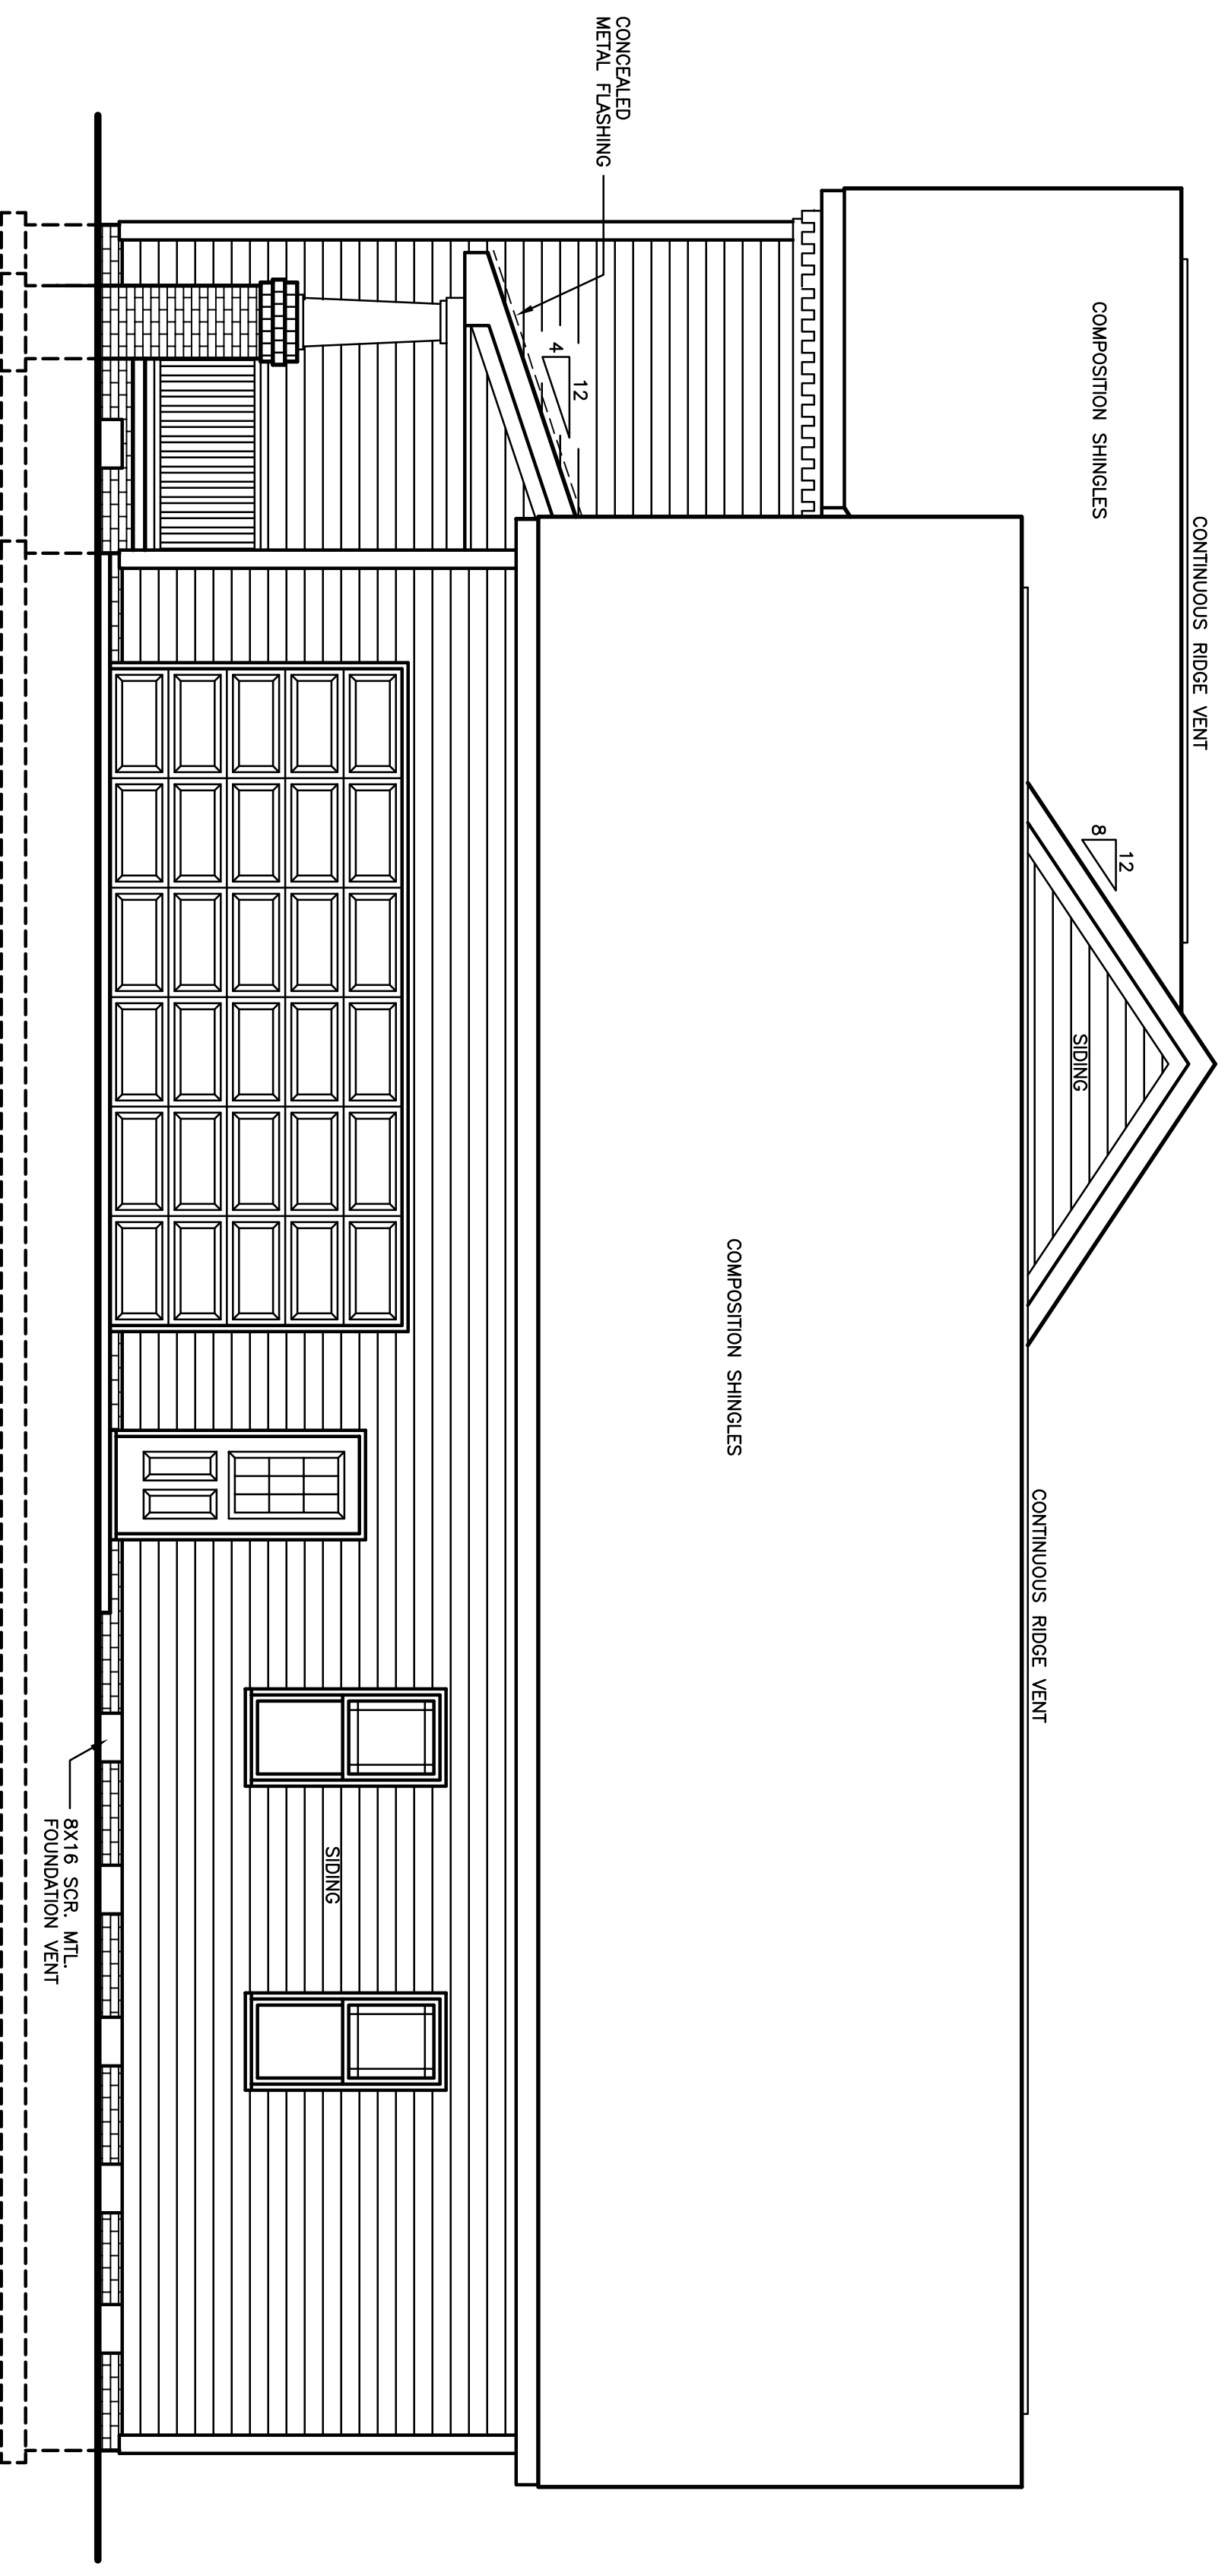 CONTINUOUS RIDGE VENT
COMPOSITION SHINGLES
12
8
SIDING
CONTINUOUS RIDGE VENT
COMPOSITION SHINGLES
CONCEALED
METAL FLASHING
12
4
SIDING
8X16 SCR. MTL.
FOUNDATION VENT